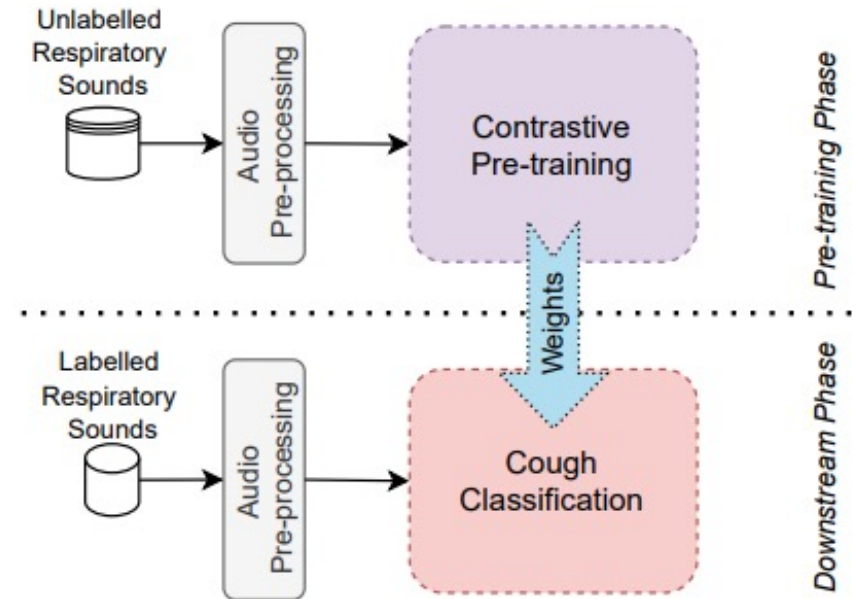 Unlabelled
Respiratory
Sounds
Audio
Pre-processing
Contrastive
Pre-training
Pre-training Phase
Weights
Labelled
Respiratory
Sounds
Audio
Pre-processing
Cough
Classification
Downstream Phase